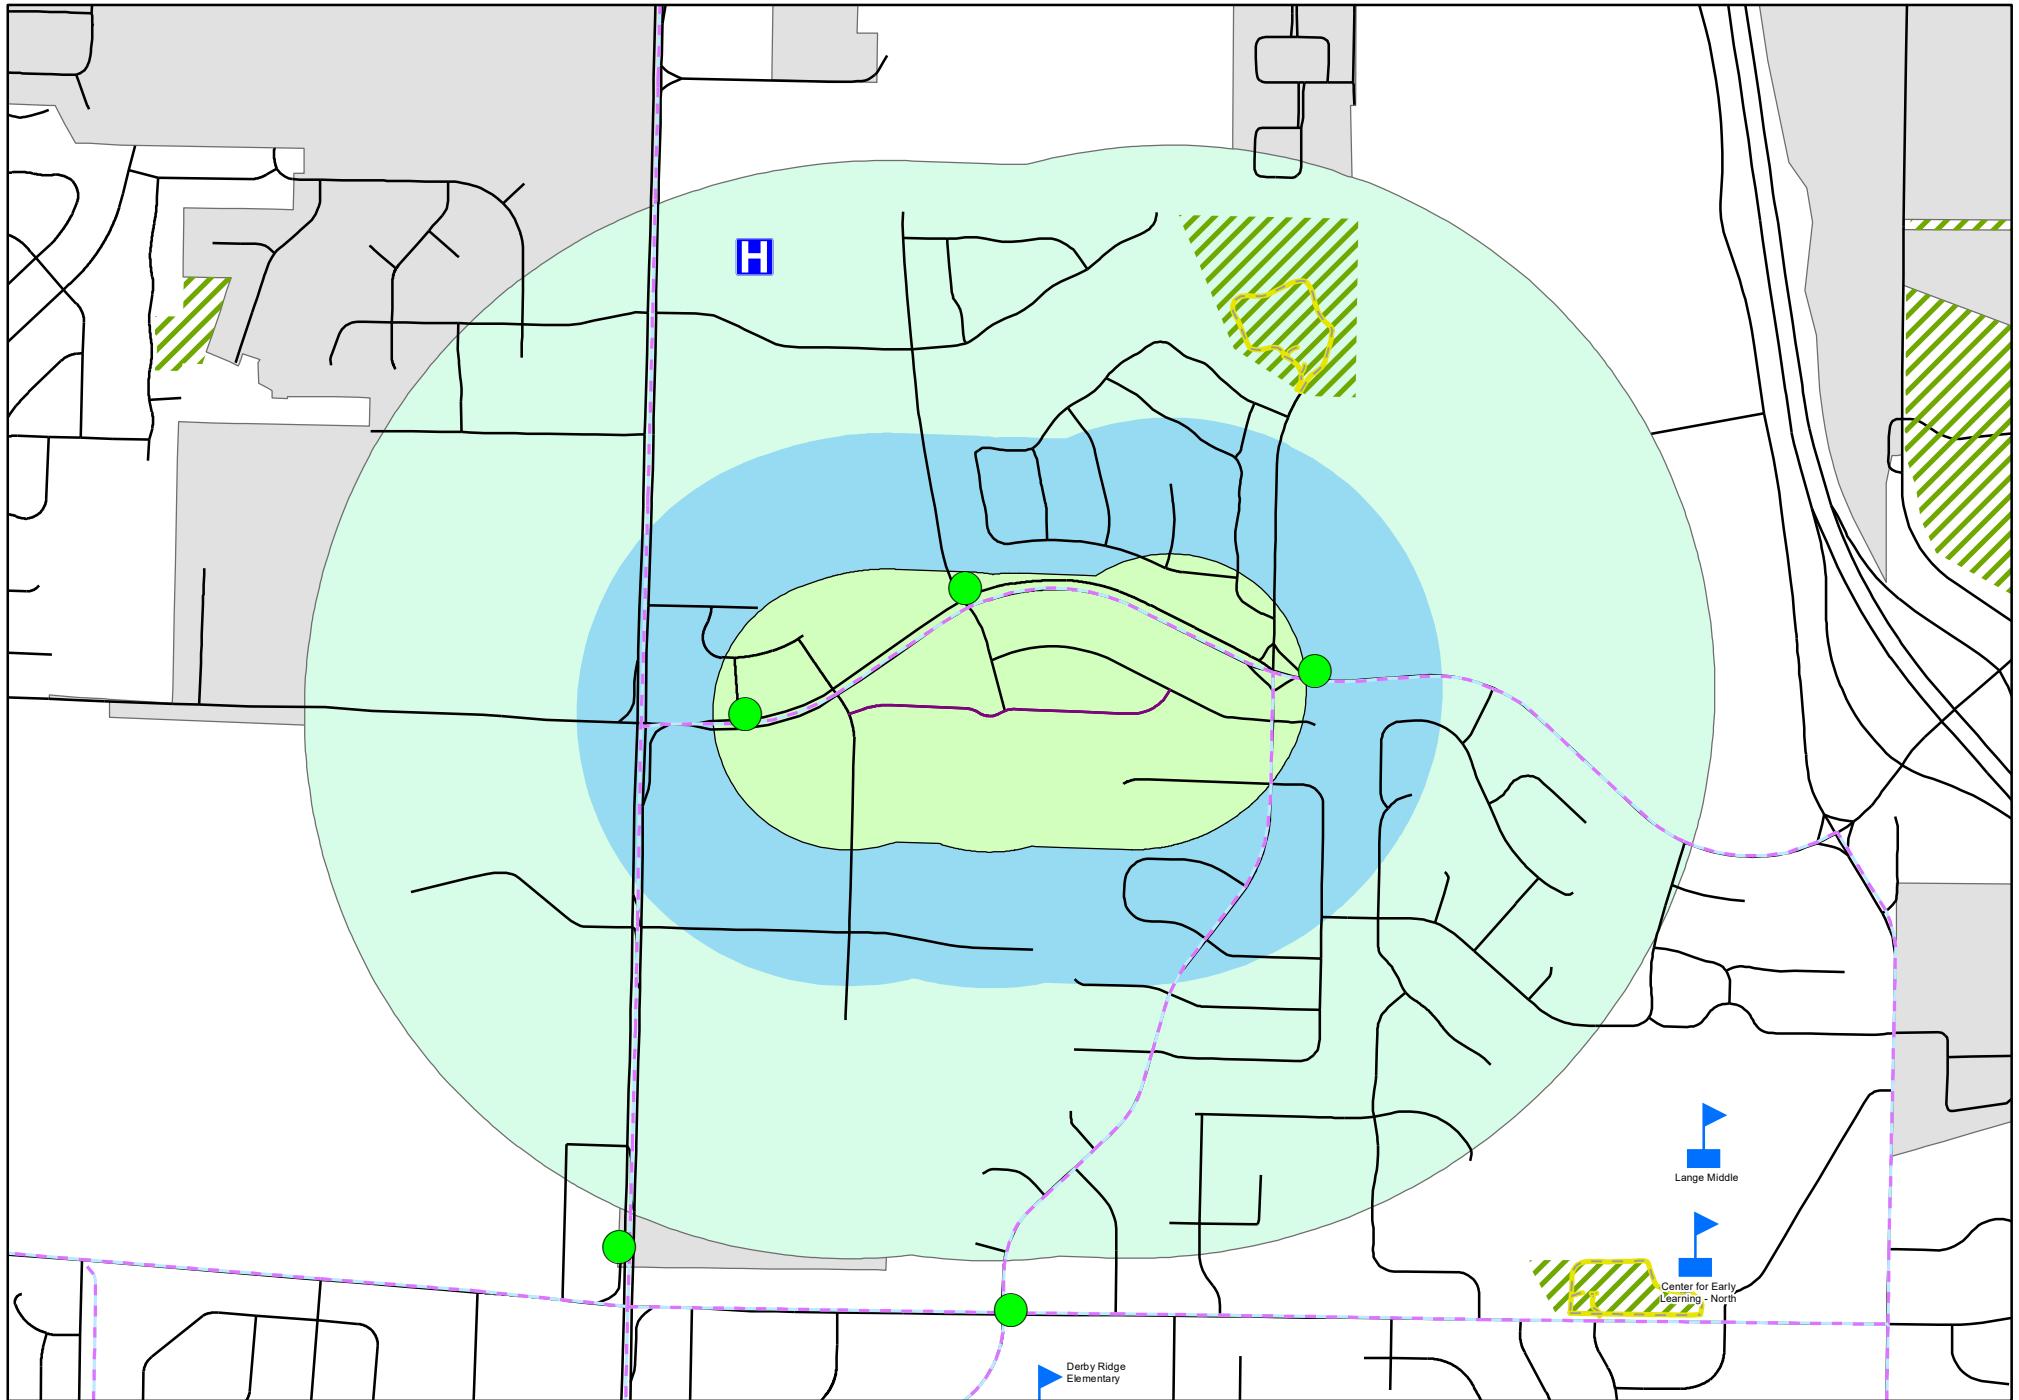 H
Lange Middle
Center for Early
Learning - North
Derby Ridge
Elementary